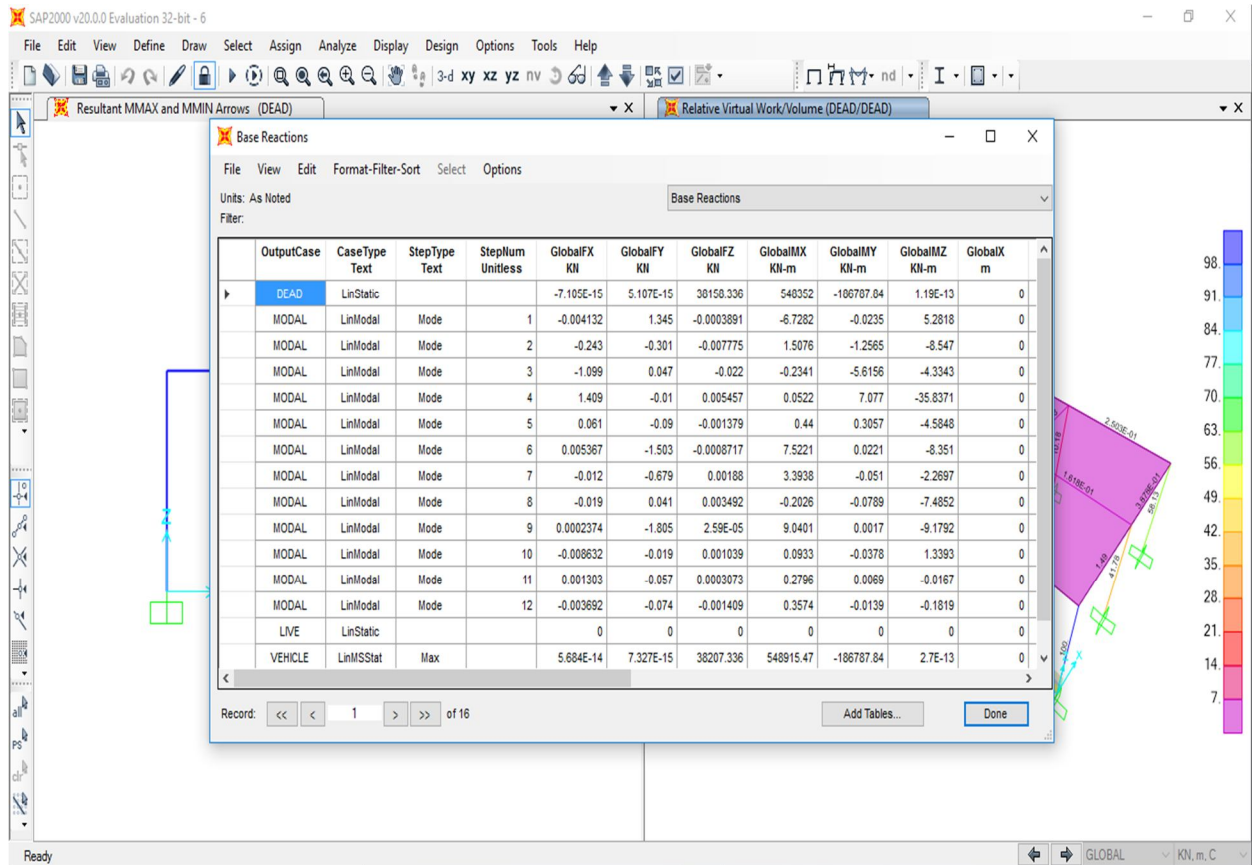 SAP2000 v20.0.0 Evaluation 32-bit - 6
File Edit View Define Draw Select Assign Analyze Display Design Options Tools Help
3-d xy xz yz nv nd
Resultant MMAX and MMIN Arrows (DEAD)
Relative Virtual Work/Volume (DEAD/DEAD)
Base Reactions
File View Edit Format-Filter-Sort Select Options
Units: As Noted Base Reactions
Filter:
OutputCase CaseType StepType StepNum GlobalFX GlobalFY GlobalFZ GlobalMX GlobalMY GlobalMZ GlobalX
Text Text Unitless KN KN KN KN-m KN-m KN-m m
DEAD LinStatic -7.105E-15 5.107E-15 38158.336 548352 -186787.84 1.19E-13 0
MODAL LinModal Mode 1 -0.004132 1.345 -0.0003891 -6.7282 -0.0235 5.2818 0
MODAL LinModal Mode 2 -0.243 -0.301 -0.007775 1.5076 -1.2565 -8.547 0
MODAL LinModal Mode 3 -1.099 0.047 -0.022 -0.2341 -5.6156 -4.3343 0
MODAL LinModal Mode 4 1.409 -0.01 0.005457 0.0522 7.077 -35.8371 0
MODAL LinModal Mode 5 0.061 -0.09 -0.001379 0.44 0.3057 -4.5848 0
MODAL LinModal Mode 6 0.005367 -1.503 -0.0008717 7.5221 0.0221 -8.351 0
MODAL LinModal Mode 7 -0.012 -0.679 0.00188 3.3938 -0.051 -2.2697 0
MODAL LinModal Mode 8 -0.019 0.041 0.003492 -0.2026 -0.0789 -7.4852 0
MODAL LinModal Mode 9 0.0002374 -1.805 2.59E-05 9.0401 0.0017 -9.1792 0
MODAL LinModal Mode 10 -0.008632 -0.019 0.001039 0.0933 -0.0378 1.3393 0
MODAL LinModal Mode 11 0.001303 -0.057 0.0003073 0.2796 0.0069 -0.0167 0
MODAL LinModal Mode 12 -0.003692 -0.074 -0.001409 0.3574 -0.0139 -0.1819 0
LIVE LinStatic 0 0 0 0 0 0 0
VEHICLE LinMSStat Max 5.684E-14 7.327E-15 38207.336 548915.47 -186787.84 2.7E-13 0
Record: << < 1 > >> of 16 Add Tables... Done
all
PS
clr
Z
98.
91.
84.
77.
70.
63.
56.
49.
42.
35.
28.
21.
14.
7.
2.503E-01
1.618E-01
58.13
1.49
41.78
100
X
Ready GLOBAL KN, m, C